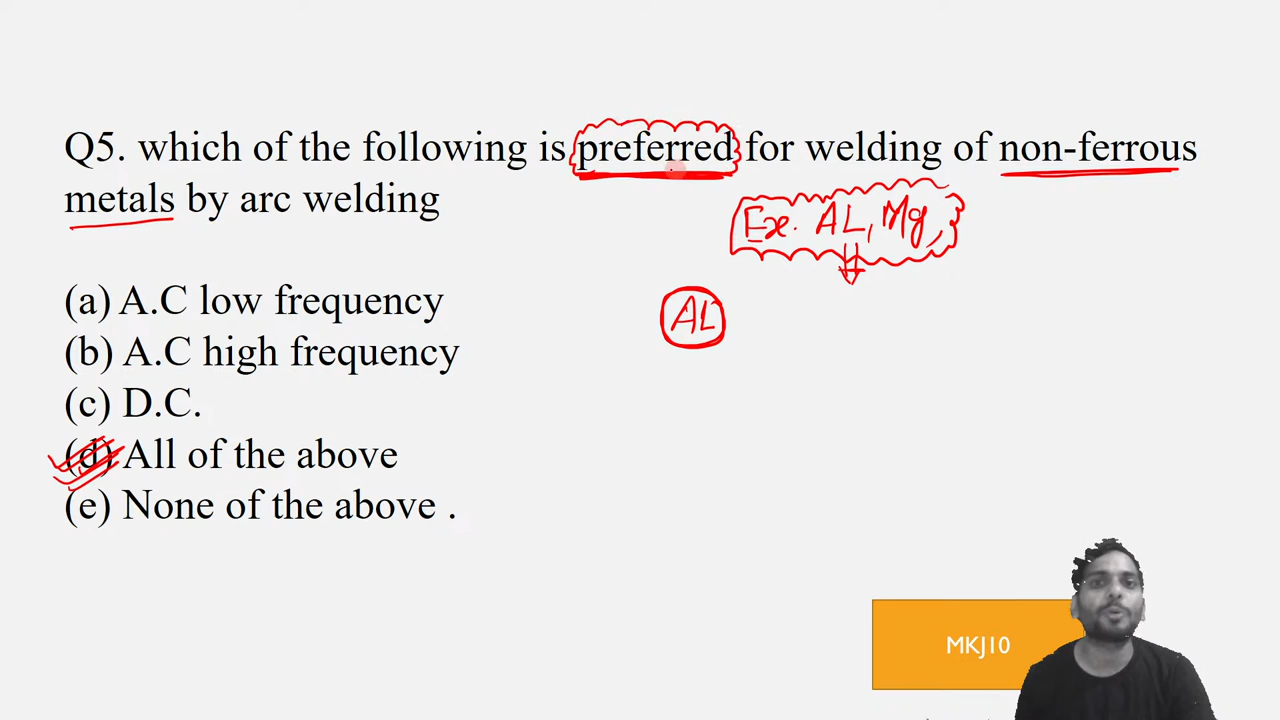 Q5. which of the following is preferred for welding of non-ferrous
metals by arc welding
Ex. AL, Mg,
AL
(a) A.C low frequency
(b) A.C high frequency
(c) D.C.
(d) All of the above
(e) None of the above .
MKJ10